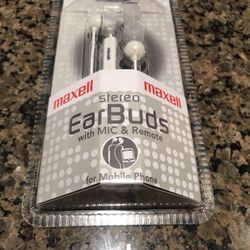 maxell
maxell
stereo
EarBuds
with MIC & Remote
for Mobile Phone